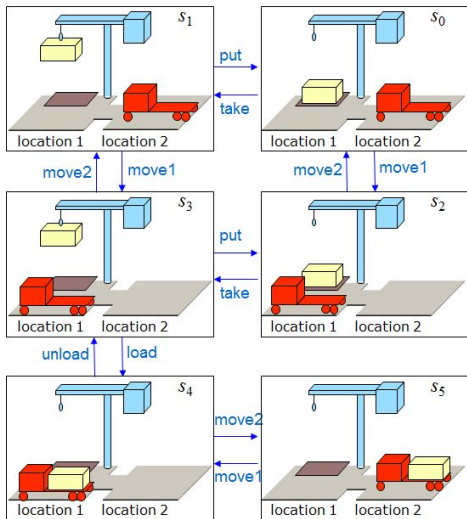 s1 put s0
take
location 1 location 2 location 1 location 2
move2 move1 move2 move1
s3 put s2
take
location 1 location 2 location 1 location 2
unload load
s4 move2 s5
move1
location 1 location 2 location 1 location 2